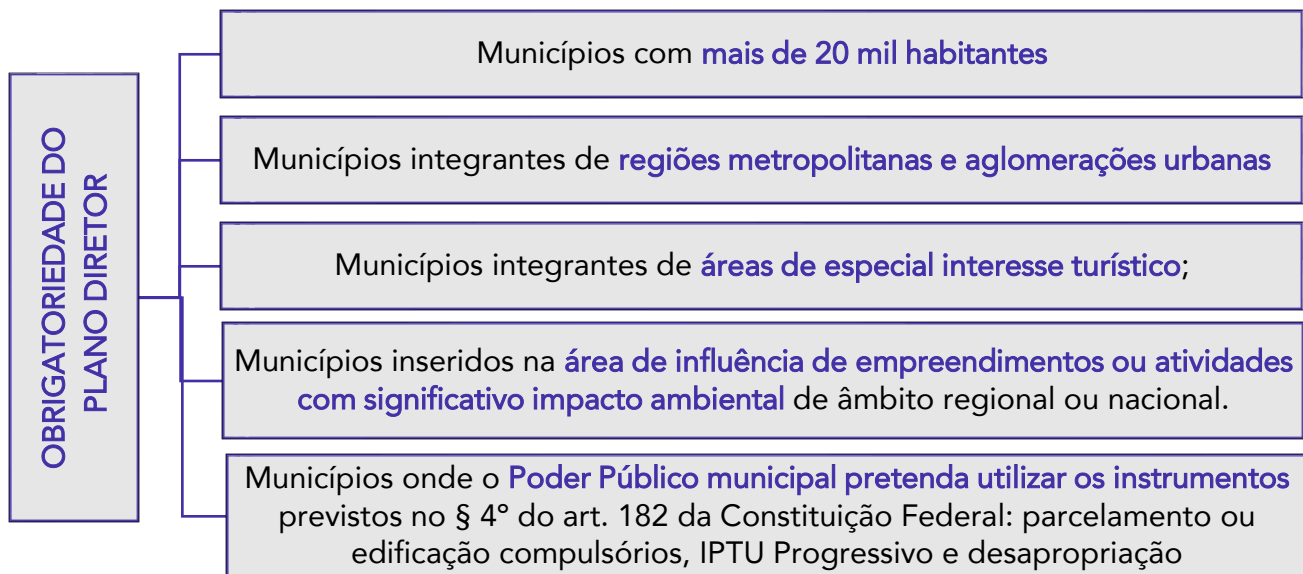 OBRIGATORIEDADE DO
PLANO DIRETOR
Municípios com mais de 20 mil habitantes
Municípios integrantes de regiões metropolitanas e aglomerações urbanas
Municípios integrantes de áreas de especial interesse turístico;
Municípios inseridos na área de influência de empreendimentos ou atividades
com significativo impacto ambiental de âmbito regional ou nacional.
Municípios onde o Poder Público municipal pretenda utilizar os instrumentos
previstos no § 4º do art. 182 da Constituição Federal: parcelamento ou
edificação compulsórios, IPTU Progressivo e desapropriação